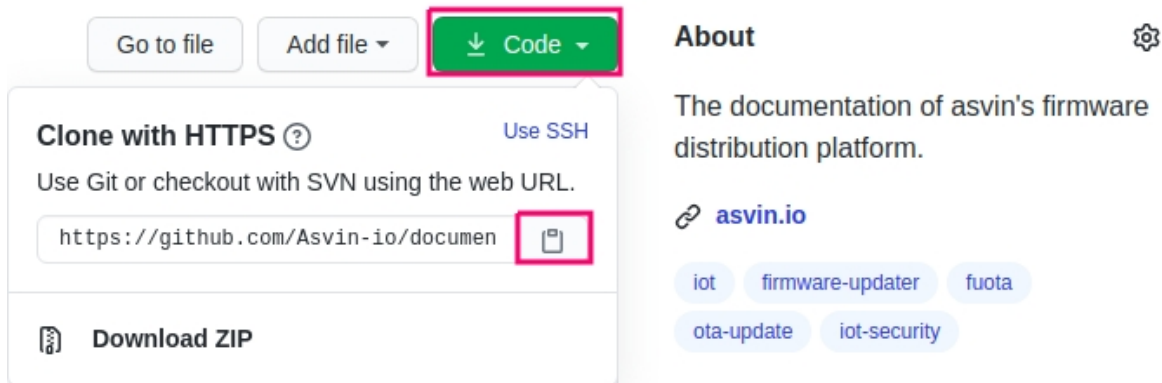 Go to file
Add file
Code
Clone with HTTPS
Use SSH
Use Git or checkout with SVN using the web URL.
https://github.com/Asvin-io/documen
Download ZIP
About
The documentation of asvin's firmware
distribution platform.
asvin.io
iot firmware-updater fuota
ota-update iot-security